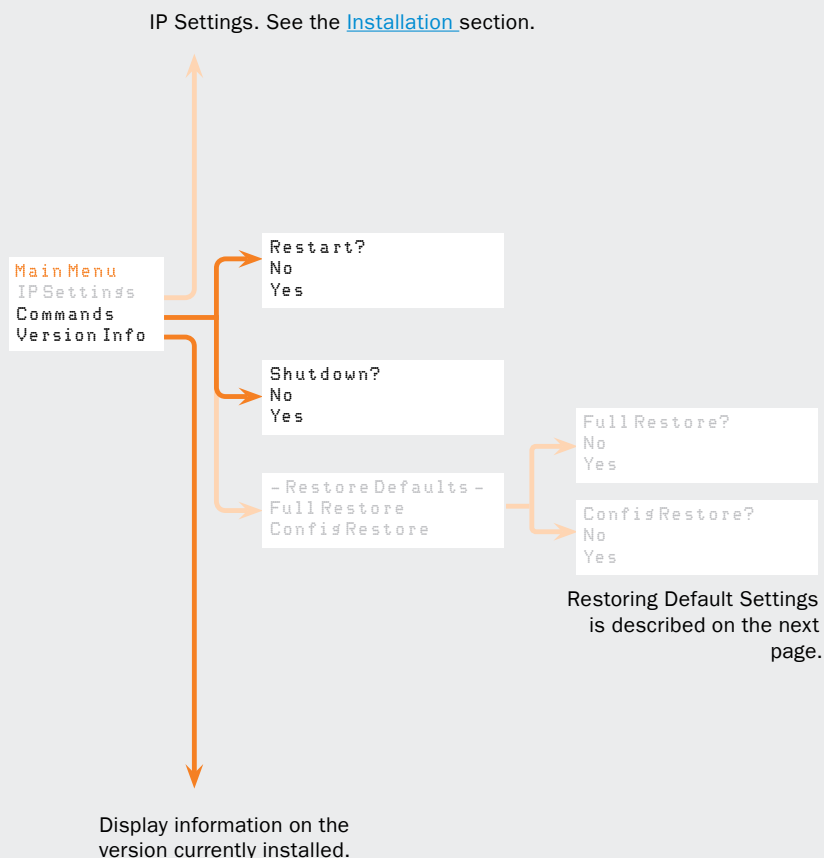 IP Settings. See the Installation section.
Main Menu
IP Settings
Commands
Version Info
Restart?
No
Yes
Shutdown?
No
Yes
– Restore Defaults –
Full Restore
Config Restore
Full Restore?
No
Yes
Config Restore?
No
Yes
Restoring Default Settings
is described on the next
page.
Display information on the
version currently installed.